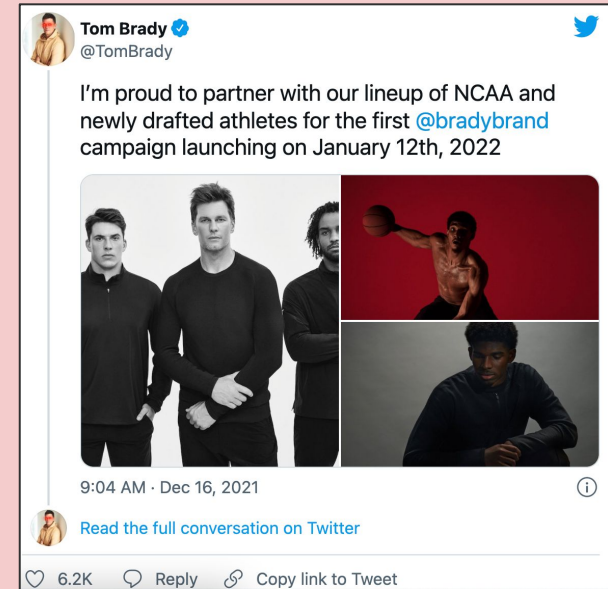 Tom Brady
@TomBrady
I'm proud to partner with our lineup of NCAA and
newly drafted athletes for the first @bradybrand
campaign launching on January 12th, 2022
9:04 AM · Dec 16, 2021
Read the full conversation on Twitter
6.2K Reply Copy link to Tweet